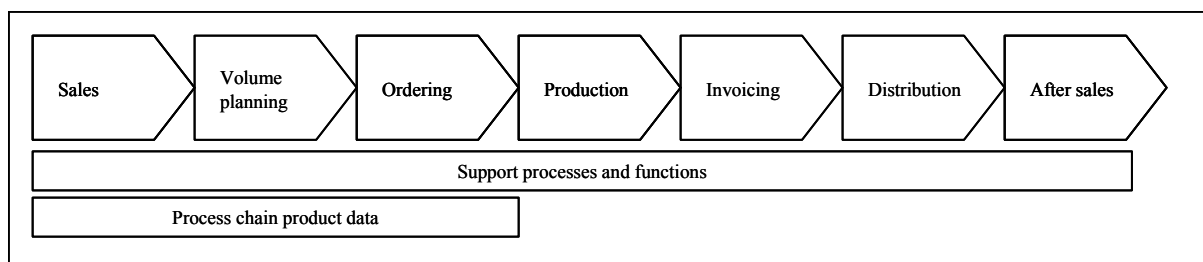 Sales
Volume
planning
Ordering
Production
Invoicing
Distribution
After sales
Support processes and functions
Process chain product data